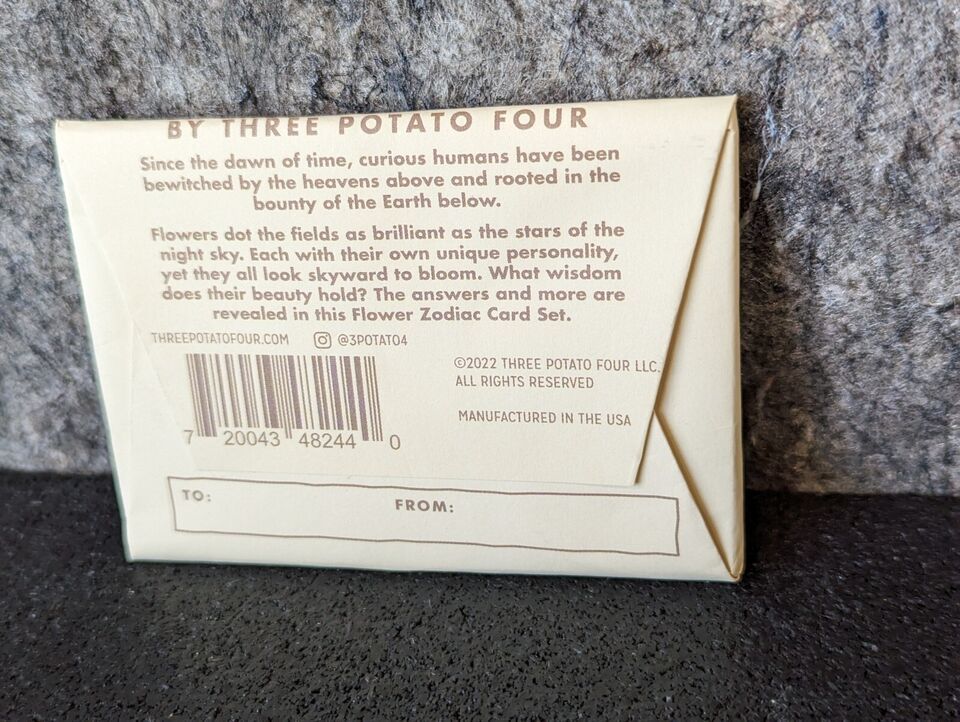 BY THREE POTATO FOUR
Since the dawn of time, curious humans have been
bewitched by the heavens above and rooted in the
bounty of the Earth below.
Flowers dot the fields as brilliant as the stars of the
night sky. Each with their own unique personality,
yet they all look skyward to bloom. What wisdom
does their beauty hold? The answers and more are
revealed in this Flower Zodiac Card Set.
THREEPOTATOFOUR.COM @3POTATO4
©2022 THREE POTATO FOUR LLC.
ALL RIGHTS RESERVED
MANUFACTURED IN THE USA
7 20043 48244 0
TO: FROM: